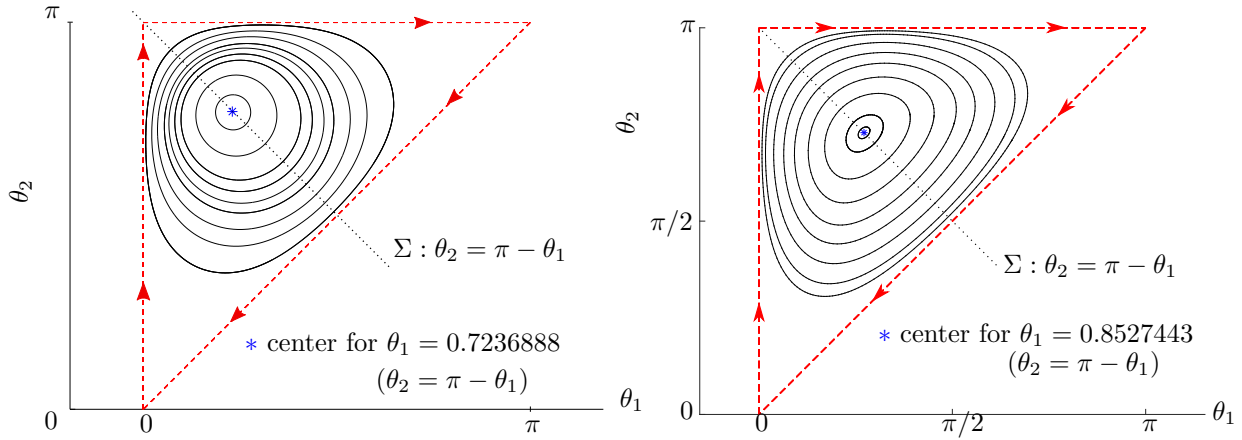 π
θ₂
Σ : θ₂ = π − θ₁
* center for θ₁ = 0.7236888
(θ₂ = π − θ₁)
0
0
π
θ₁
π
θ₂
π/2
Σ : θ₂ = π − θ₁
* center for θ₁ = 0.8527443
(θ₂ = π − θ₁)
0
0
π/2
π
θ₁